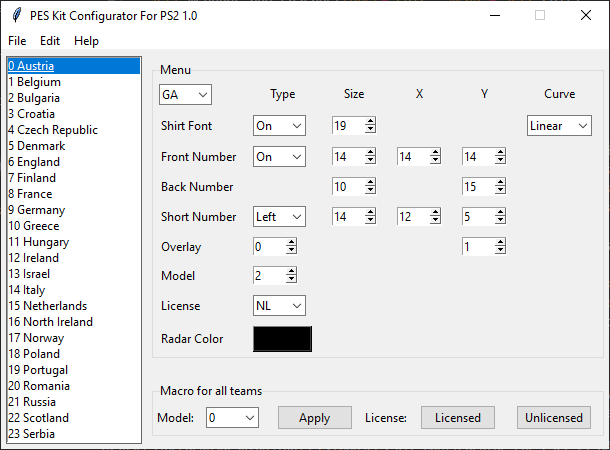 PES Kit Configurator For PS2 1.0
File Edit Help
0 Austria
1 Belgium
2 Bulgaria
3 Croatia
4 Czech Republic
5 Denmark
6 England
7 Finland
8 France
9 Germany
10 Greece
11 Hungary
12 Ireland
13 Israel
14 Italy
15 Netherlands
16 North Ireland
17 Norway
18 Poland
19 Portugal
20 Romania
21 Russia
22 Scotland
23 Serbia
Menu
GA Type Size X Y Curve
Shirt Font On 19 Linear
Front Number On 14 14 14
Back Number 10 15
Short Number Left 14 12 5
Overlay 0 1
Model 2
License NL
Radar Color
Macro for all teams
Model: 0 Apply License: Licensed Unlicensed